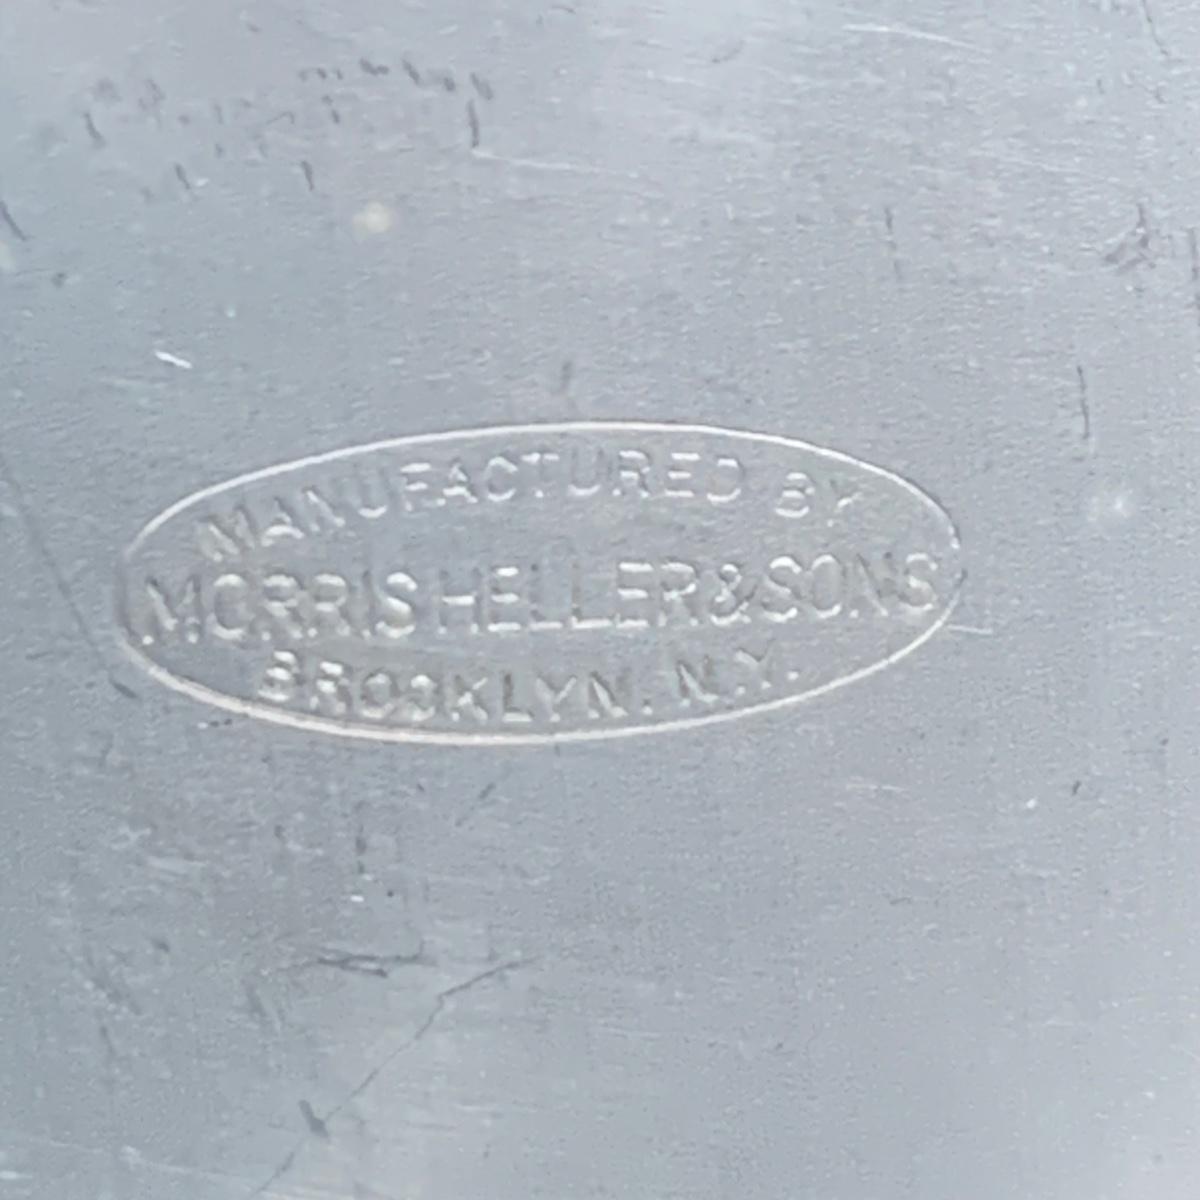 MANUFACTURED BY
MORRIS HELLER & SONS
BROOKLYN. N.Y.